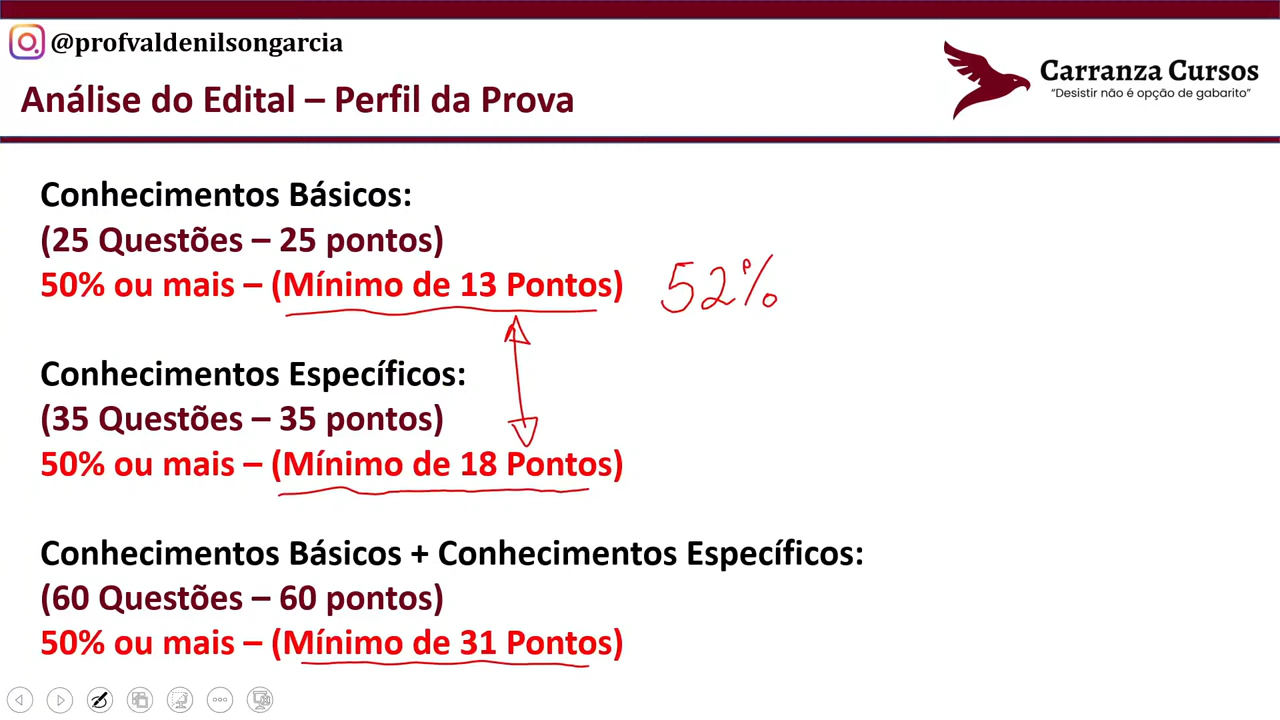 @profvaldenilsongarcia
Análise do Edital – Perfil da Prova
Carranza Cursos
“Desistir não é opção de gabarito”
Conhecimentos Básicos:
(25 Questões – 25 pontos)
50% ou mais – (Mínimo de 13 Pontos) 52%
Conhecimentos Específicos:
(35 Questões – 35 pontos)
50% ou mais – (Mínimo de 18 Pontos)
Conhecimentos Básicos + Conhecimentos Específicos:
(60 Questões – 60 pontos)
50% ou mais – (Mínimo de 31 Pontos)